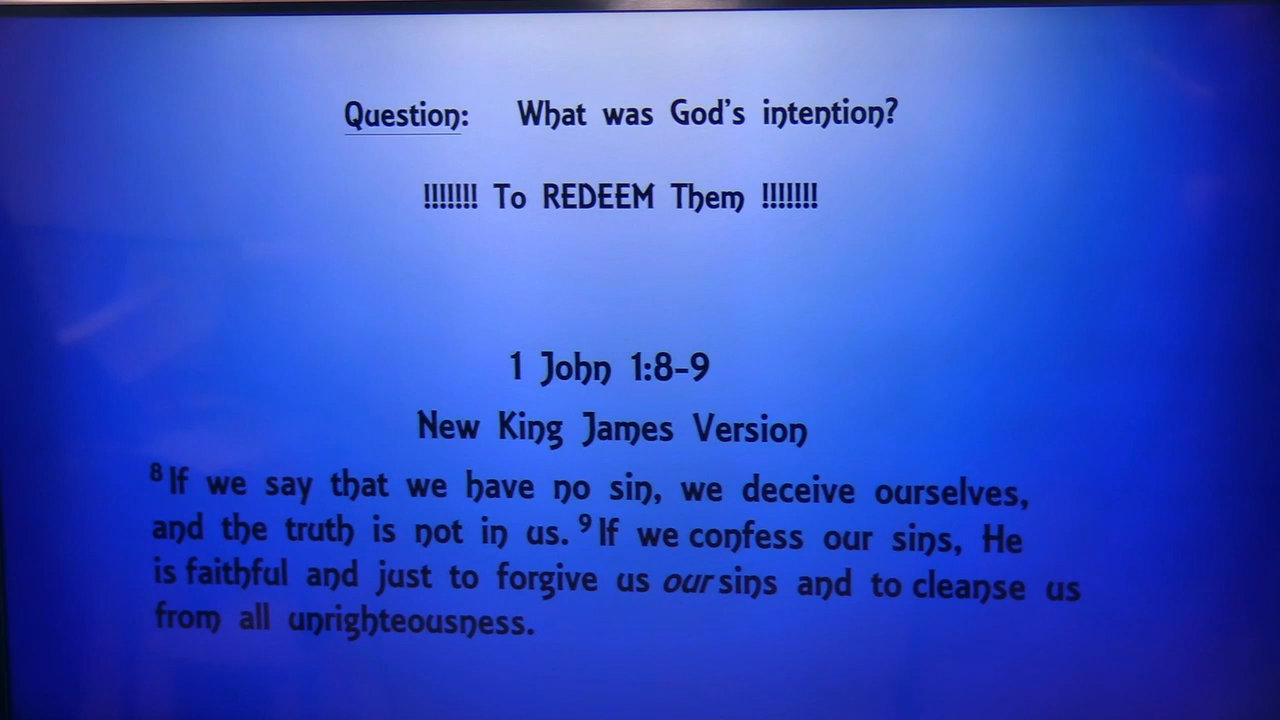 Question: What was God's intention?
!!!!!!! To REDEEM Them !!!!!!!
1 John 1:8-9
New King James Version
8 If we say that we have no sin, we deceive ourselves,
and the truth is not in us. 9 If we confess our sins, He
is faithful and just to forgive us our sins and to cleanse us
from all unrighteousness.